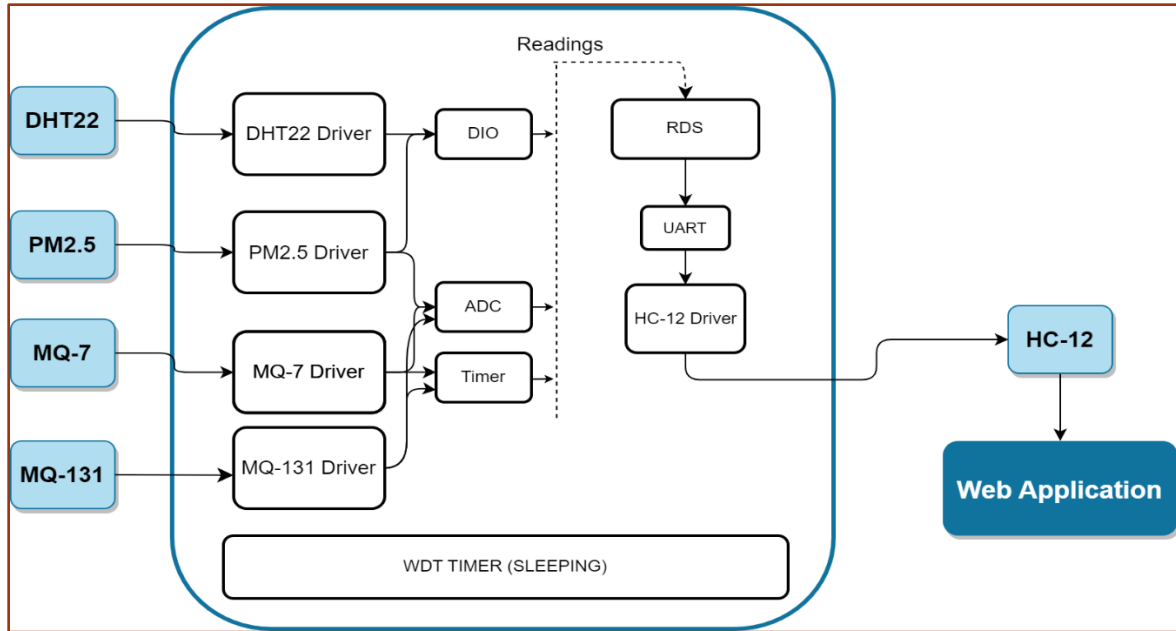 Readings
DHT22
DHT22 Driver
DIO
RDS
PM2.5
PM2.5 Driver
UART
ADC
HC-12 Driver
HC-12
MQ-7
MQ-7 Driver
Timer
MQ-131
MQ-131 Driver
Web Application
WDT TIMER (SLEEPING)